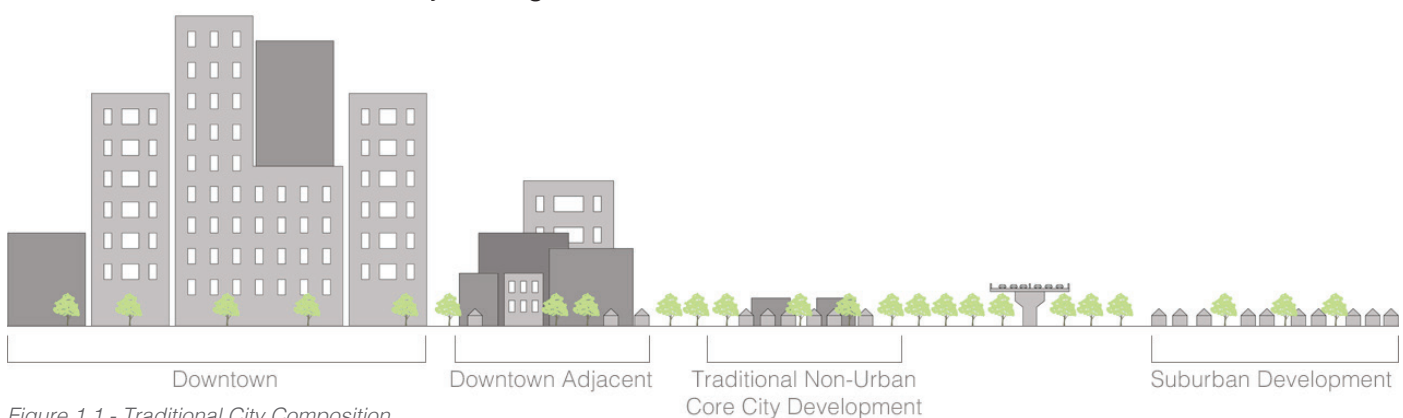 Downtown
Downtown Adjacent
Traditional Non-Urban
Core City Development
Suburban Development
Figure 1.1 - Traditional City Composition